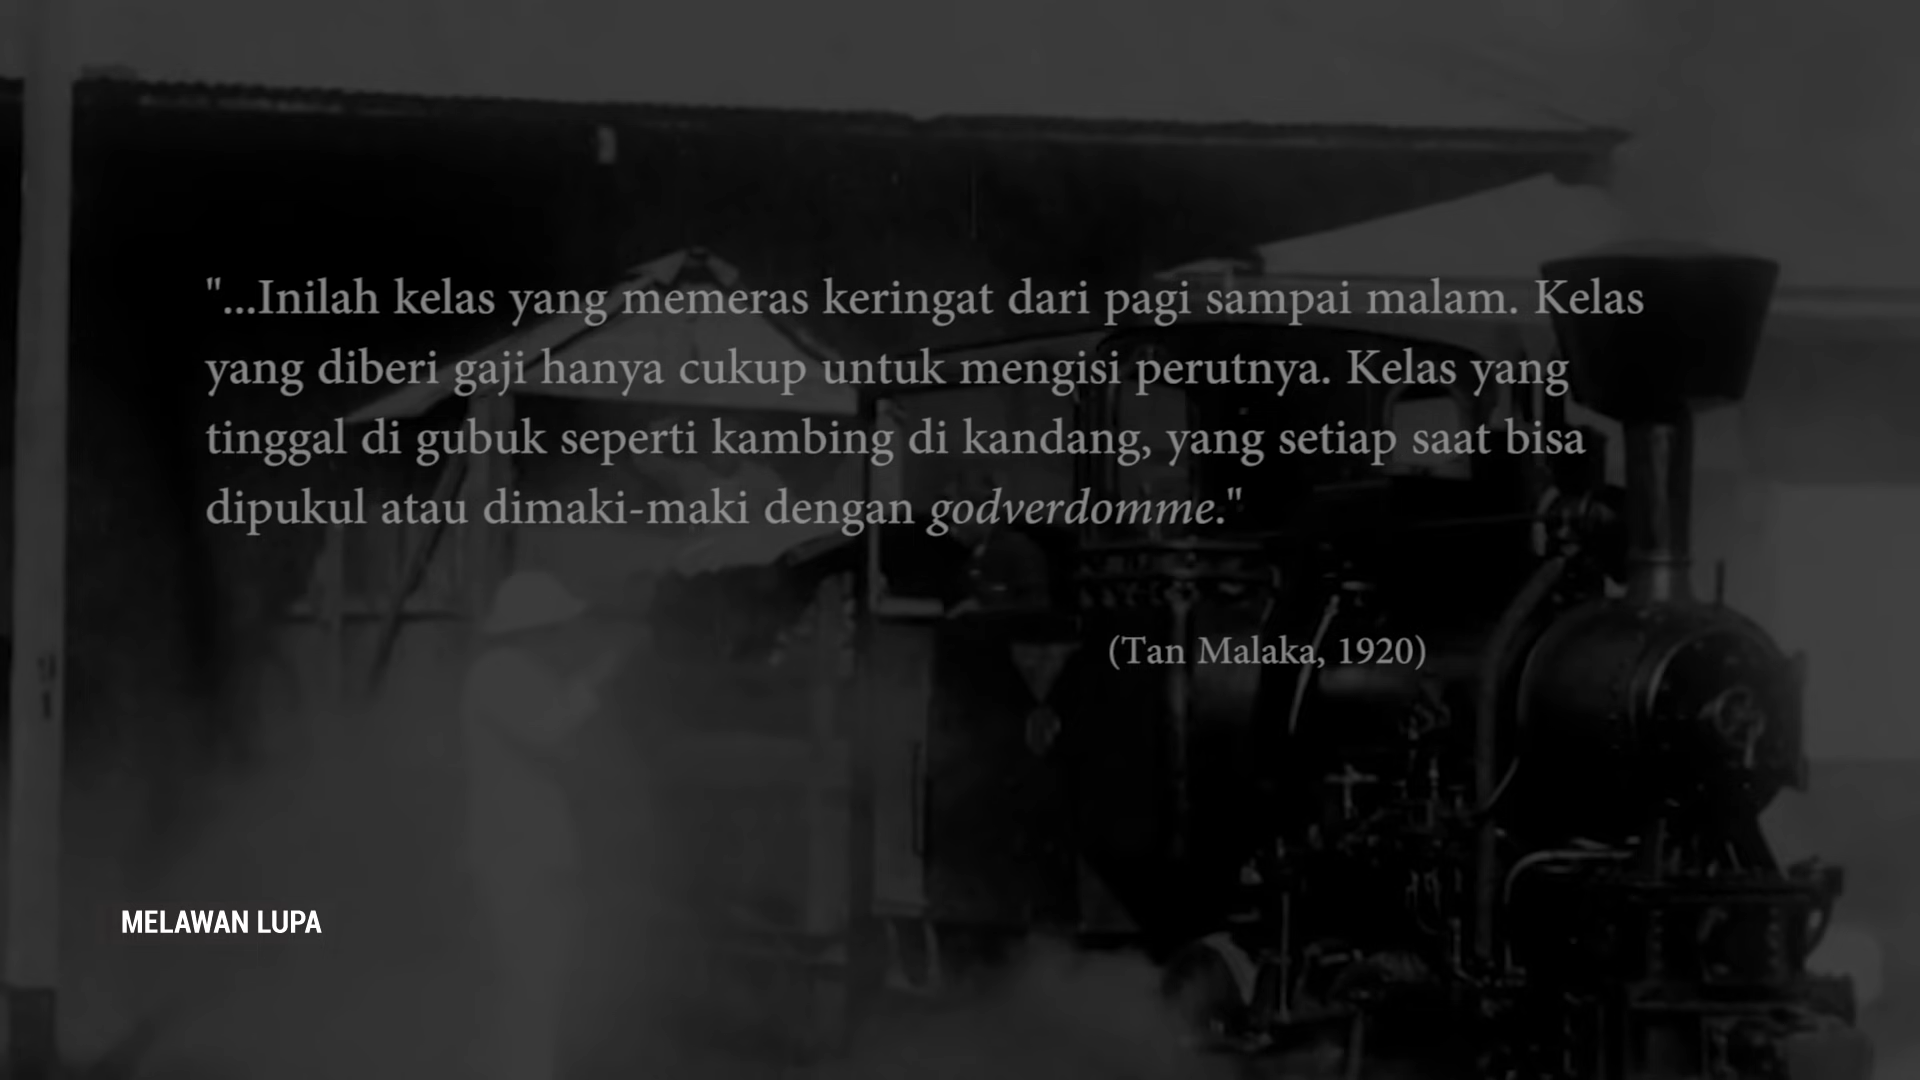 "...Inilah kelas yang memeras keringat dari pagi sampai malam. Kelas
yang diberi gaji hanya cukup untuk mengisi perutnya. Kelas yang
tinggal di gubuk seperti kambing di kandang, yang setiap saat bisa
dipukul atau dimaki-maki dengan godverdomme."
(Tan Malaka, 1920)
MELAWAN LUPA